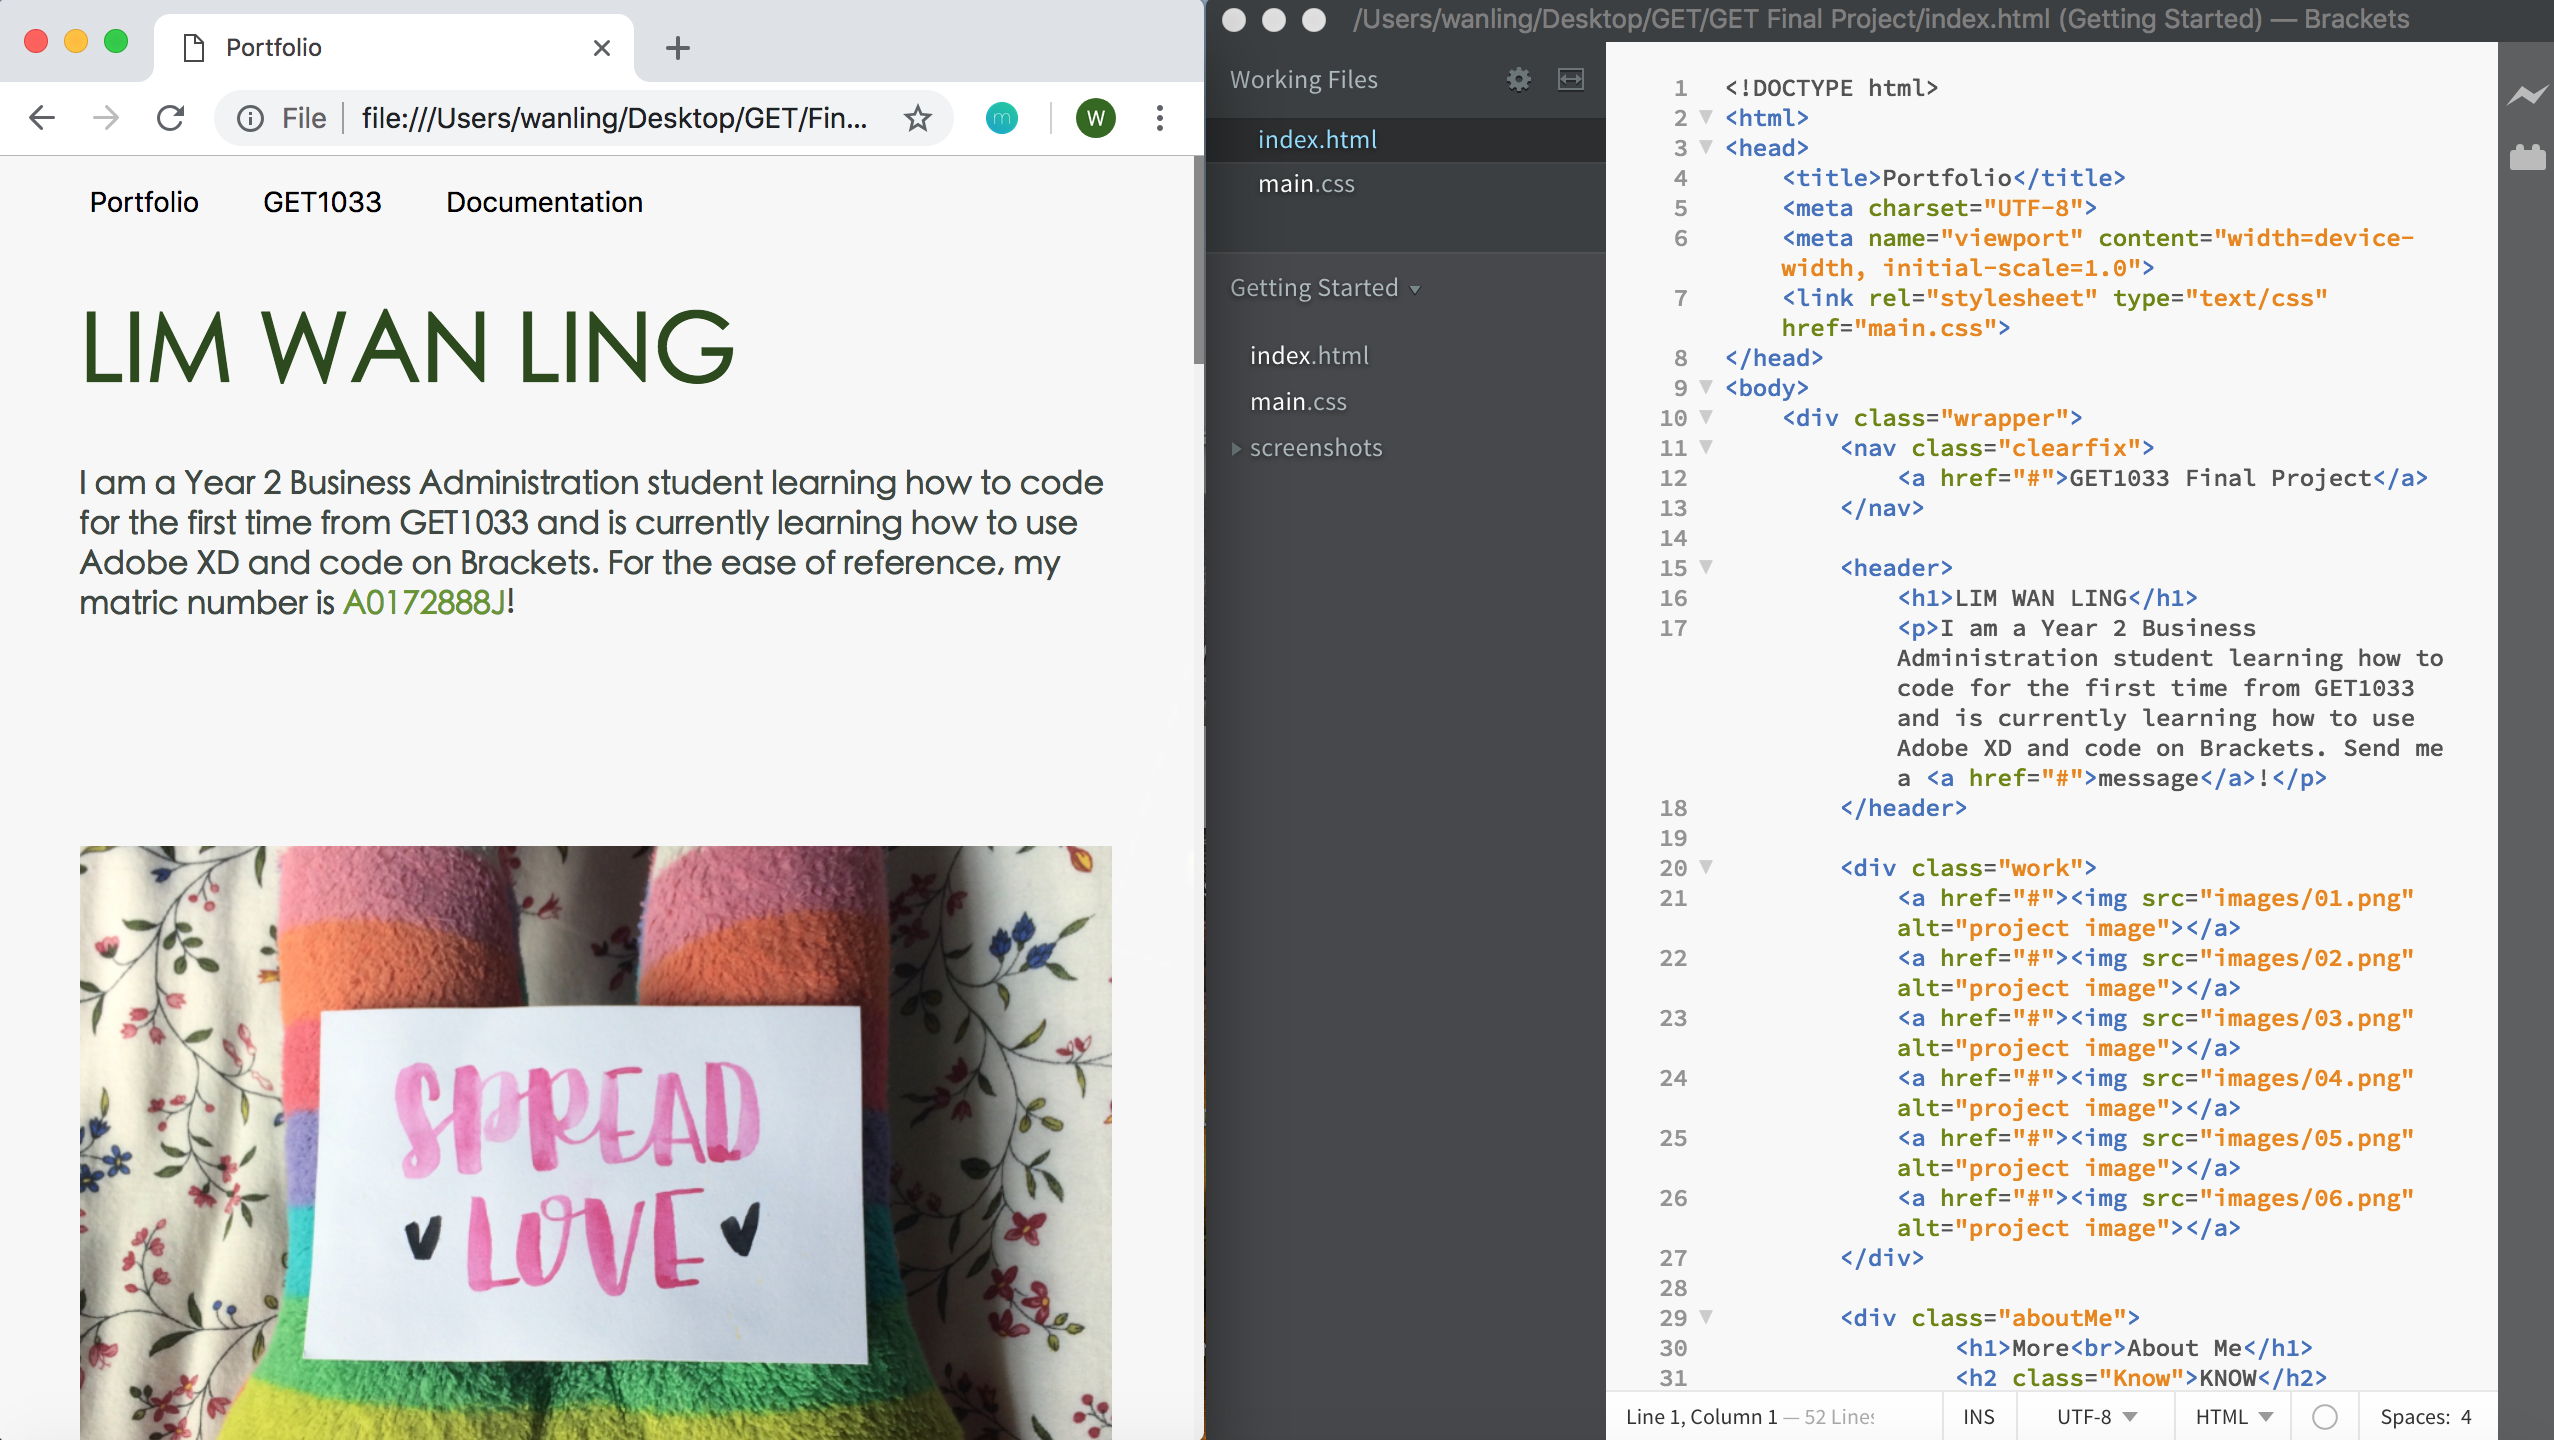 Portfolio
File
file:///Users/wanling/Desktop/GET/Fin...
m
W
Portfolio
GET1033
Documentation
LIM WAN LING
I am a Year 2 Business Administration student learning how to code
for the first time from GET1033 and is currently learning how to use
Adobe XD and code on Brackets. For the ease of reference, my
matric number is A0172888J!
SPREAD
LOVE
/Users/wanling/Desktop/GET/GET Final Project/index.html (Getting Started) — Brackets
Working Files
index.html
main.css
Getting Started
index.html
main.css
screenshots
1 <!DOCTYPE html>
2 <html>
3 <head>
4 <title>Portfolio</title>
5 <meta charset="UTF-8">
6 <meta name="viewport" content="width=device-
width, initial-scale=1.0">
7 <link rel="stylesheet" type="text/css"
href="main.css">
8 </head>
9 <body>
10 <div class="wrapper">
11 <nav class="clearfix">
12 <a href="#">GET1033 Final Project</a>
13 </nav>
14
15 <header>
16 <h1>LIM WAN LING</h1>
17 <p>I am a Year 2 Business
Administration student learning how to
code for the first time from GET1033
and is currently learning how to use
Adobe XD and code on Brackets. Send me
a <a href="#">message</a>!</p>
18 </header>
19
20 <div class="work">
21 <a href="#"><img src="images/01.png"
alt="project image"></a>
22 <a href="#"><img src="images/02.png"
alt="project image"></a>
23 <a href="#"><img src="images/03.png"
alt="project image"></a>
24 <a href="#"><img src="images/04.png"
alt="project image"></a>
25 <a href="#"><img src="images/05.png"
alt="project image"></a>
26 <a href="#"><img src="images/06.png"
alt="project image"></a>
27 </div>
28
29 <div class="aboutMe">
30 <h1>More<br>About Me</h1>
31 <h2 class="Know">KNOW</h2>
Line 1, Column 1 — 52 Lines
INS
UTF-8
HTML
Spaces: 4